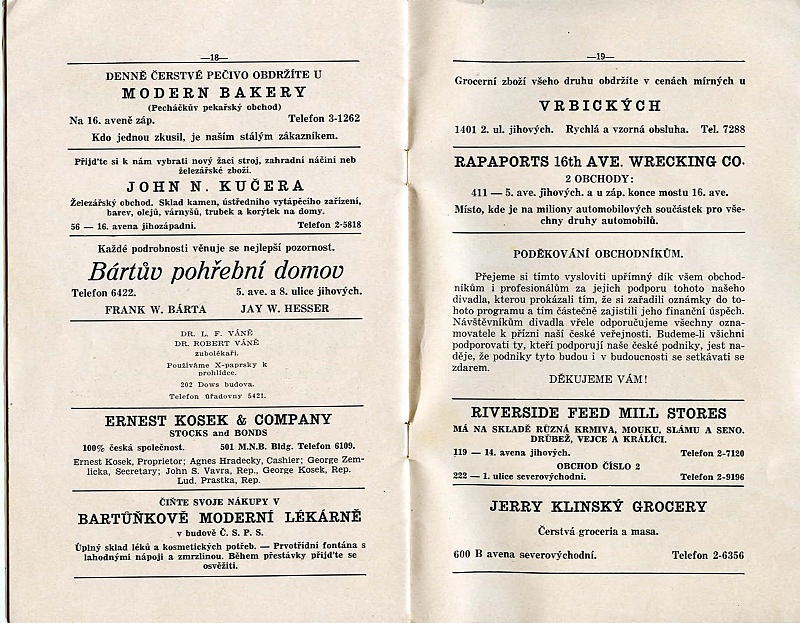 —18—
DENNĚ ČERSTVÉ PEČIVO OBDRŽÍTE U
MODERN BAKERY
(Pecháčkův pekařský obchod)
Na 16. aveně záp. Telefon 3-1262
Kdo jednou zkusil, je naším stálým zákazníkem.
Přijďte si k nám vybrati nový žací stroj, zahradní náčiní neb
železářské zboží.
JOHN N. KUČERA
Železářský obchod. Sklad kamen, ústředního vytápěcího zařízení,
barev, olejů, várnyšů, trubek a korýtek na domy.
56 — 16. avena jihozápadní. Telefon 2-5818
Každé podrobnosti věnuje se nejlepší pozornost.
Bártův pohřební domov
Telefon 6422. 5. ave. a 8. ulice jihových.
FRANK W. BÁRTA JAY W. HESSER
DR. L. F. VÁNĚ
DR. ROBERT VÁNĚ
zubolékaři.
Používáme X-paprsky k
prohlídce.
202 Dows budova.
Telefon úřadovny 5421.
ERNEST KOSEK & COMPANY
STOCKS and BONDS
100% česká společnost. 501 M.N.B. Bldg. Telefon 6109.
Ernest Kosek, Proprietor; Agnes Hradecky, Cashier; George Zem-
licka, Secretary; John S. Vavra, Rep., George Kosek, Rep.
Lud. Prastka, Rep.
ČIŇTE SVOJE NÁKUPY V
BARTŮŇKOVĚ MODERNÍ LÉKÁRNĚ
v budově Č. S. P. S.
Úplný sklad léků a kosmetických potřeb. — Prvotřídní fontána s
lahodnými nápoji a zmrzlinou. Během přestávky přijďte se
osvěžiti.
—19—
Grocerní zboží všeho druhu obdržíte v cenách mírných u
VRBICKÝCH
1401 2. ul. jihových. Rychlá a vzorná obsluha. Tel. 7288
RAPAPORTS 16th AVE. WRECKING CO.
2 OBCHODY:
411 — 5. ave. jihových. a u záp. konce mostu 16. ave.
Místo, kde je na miliony automobilových součástek pro vše-
chny druhy automobilů.
PODĚKOVÁNÍ OBCHODNÍKŮM.
Přejeme si tímto vysloviti upřímný dík všem obchod-
níkům i profesionálům za jejich podporu tohoto našeho
divadla, kterou prokázali tím, že si zařadili oznámky do to-
hoto programu a tím částečně zajistili jeho finanční úspěch.
Návštěvníkům divadla vřele odporučujeme všechny ozna-
movatele k přízni naší české veřejnosti. Budeme-li všichni
podporovati ty, kteří podporují naše české podniky, jest na-
děje, že podniky tyto budou i v budoucnosti se setkávati se
zdarem.
DĚKUJEME VÁM!
RIVERSIDE FEED MILL STORES
MÁ NA SKLADĚ RŮZNÁ KRMIVA, MOUKU, SLÁMU A SENO.
DRŮBEŽ, VEJCE A KRÁLÍCI.
119 — 14. avena jihových. Telefon 2-7120
OBCHOD ČÍSLO 2
222 — 1. ulice severovýchodní. Telefon 2-9196
JERRY KLINSKÝ GROCERY
Čerstvá groceria a masa.
600 B avena severovýchodní. Telefon 2-6356